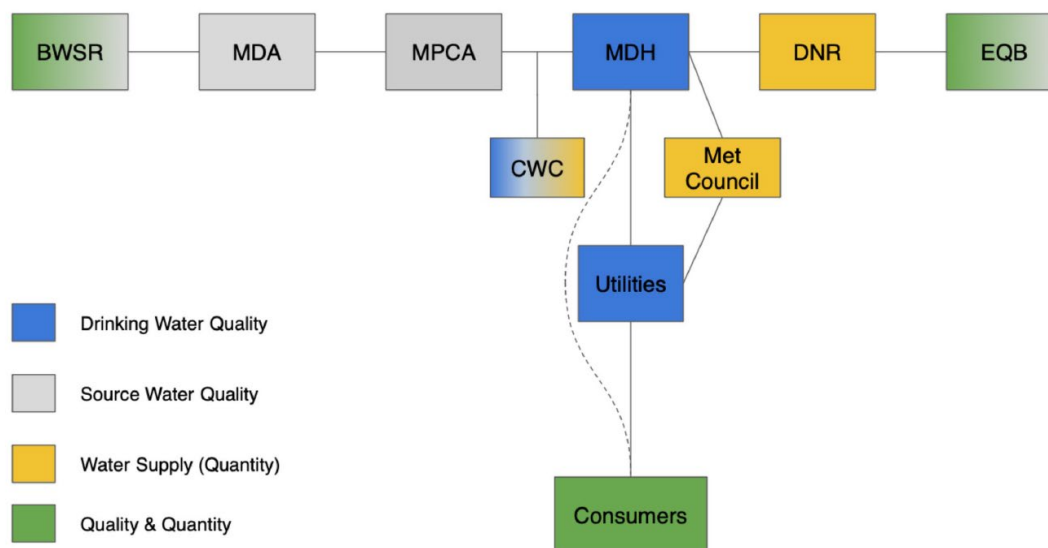 BWSR
MDA
MPCA
MDH
DNR
EQB
CWC
Met
Council
Utilities
Drinking Water Quality
Source Water Quality
Water Supply (Quantity)
Consumers
Quality & Quantity